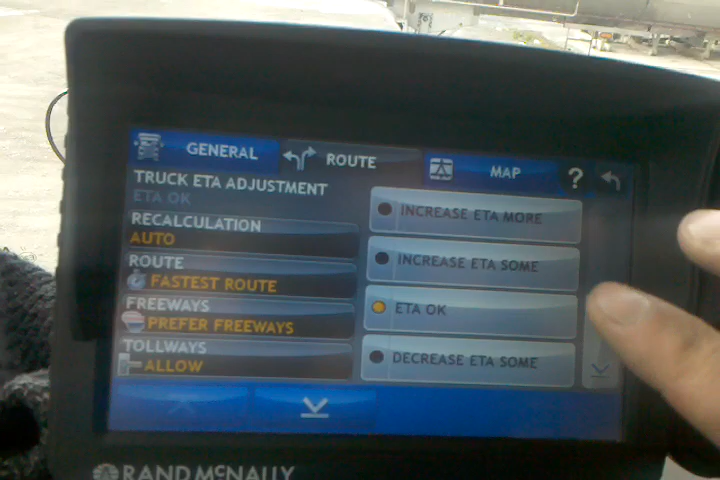 GENERAL
ROUTE
MAP
?
TRUCK ETA ADJUSTMENT
ETA OK
RECALCULATION
AUTO
ROUTE
FASTEST ROUTE
FREEWAYS
PREFER FREEWAYS
TOLLWAYS
ALLOW
INCREASE ETA MORE
INCREASE ETA SOME
ETA OK
DECREASE ETA SOME
RAND MCNALLY